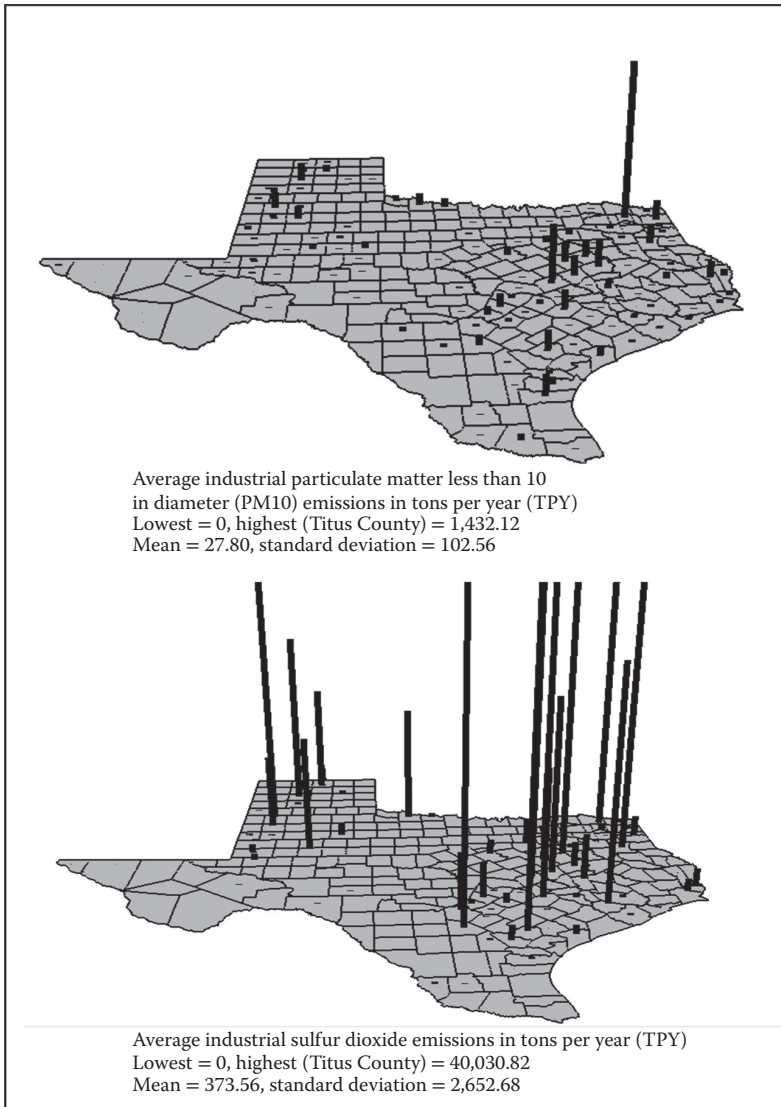 Average industrial particulate matter less than 10
in diameter (PM10) emissions in tons per year (TPY)
Lowest = 0, highest (Titus County) = 1,432.12
Mean = 27.80, standard deviation = 102.56
Average industrial sulfur dioxide emissions in tons per year (TPY)
Lowest = 0, highest (Titus County) = 40,030.82
Mean = 373.56, standard deviation = 2,652.68